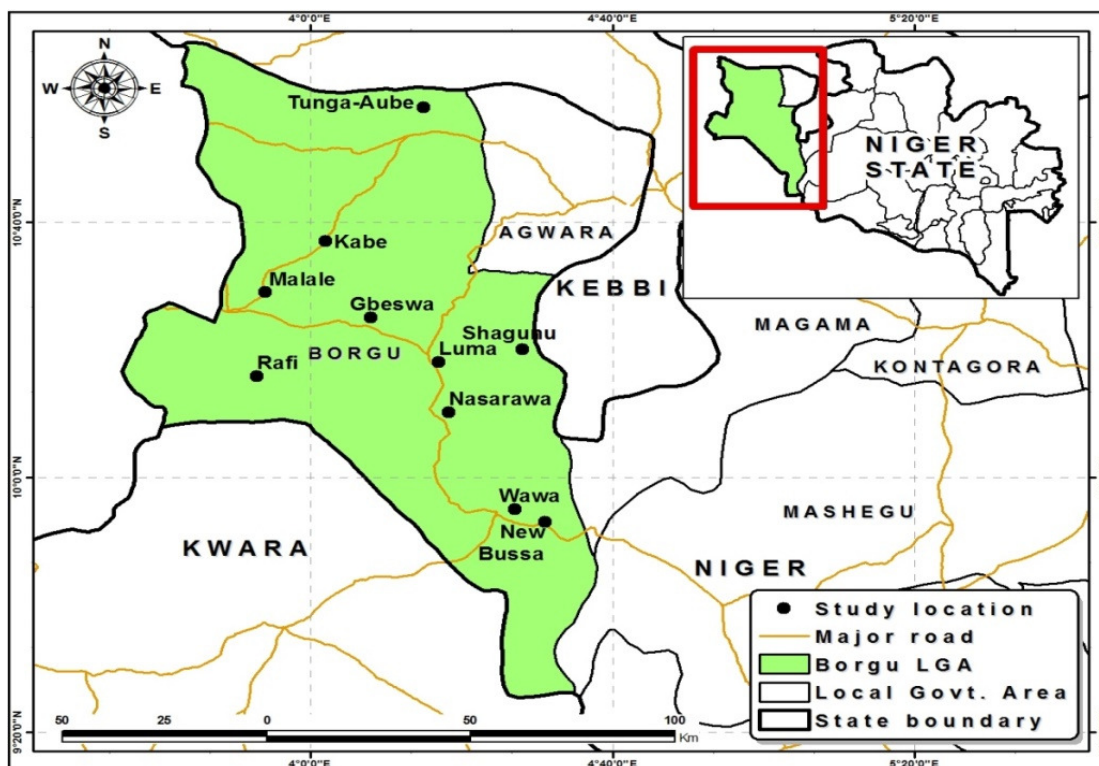 4°0'0"E
4°40'0"E
5°20'0"E
N
W
E
S
Tunga-Aube
NIGER
STATE
10°40'0"N
AGWARA
Kabe
Malale
KEBBI
Gbeswa
MAGAMA
Shagunu
BORGU
Luma
KONTAGORA
Rafi
Nasarawa
10°0'0"N
Wawa
New
Bussa
MASHEGU
KWARA
NIGER
Study location
Major road
Borgu LGA
Local Govt. Area
State boundary
50
25
0
50
100
Km
9°20'0"N
4°0'0"E
4°40'0"E
5°20'0"E